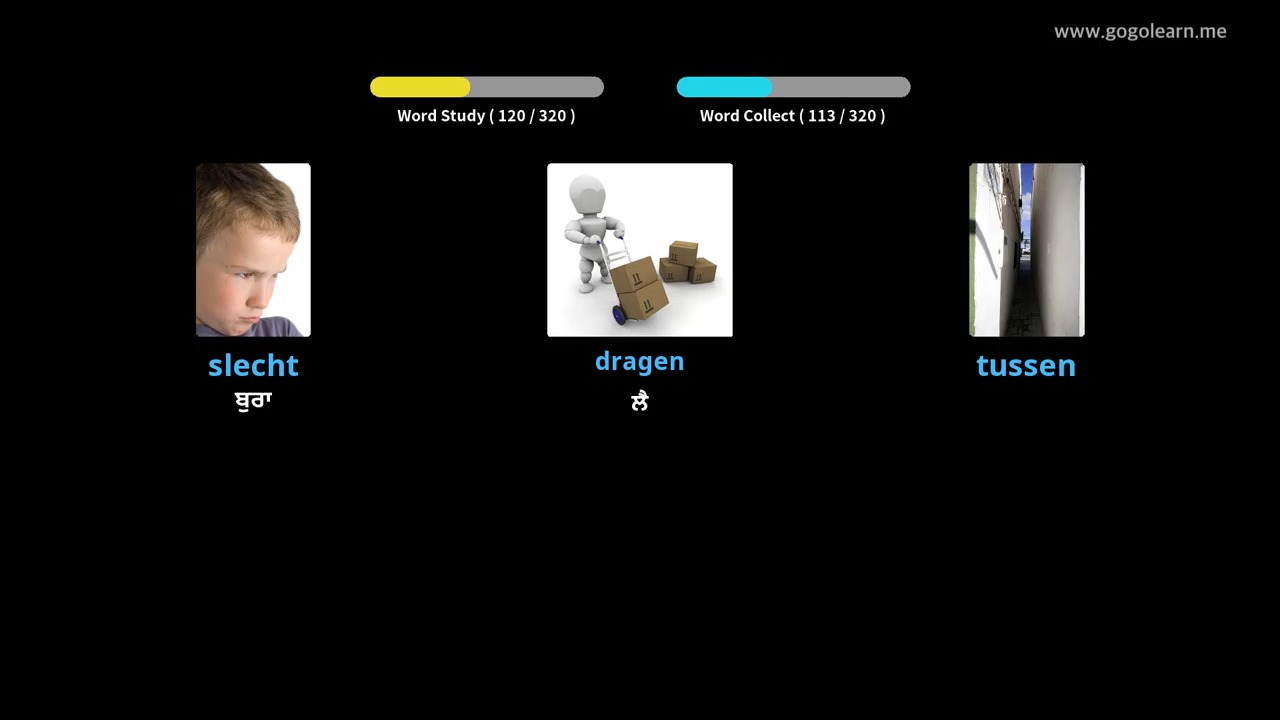 www.gogolearn.me
Word Study ( 120 / 320 )
Word Collect ( 113 / 320 )
slecht
dragen
tussen
ਬੁਰਾ
ਲੈ